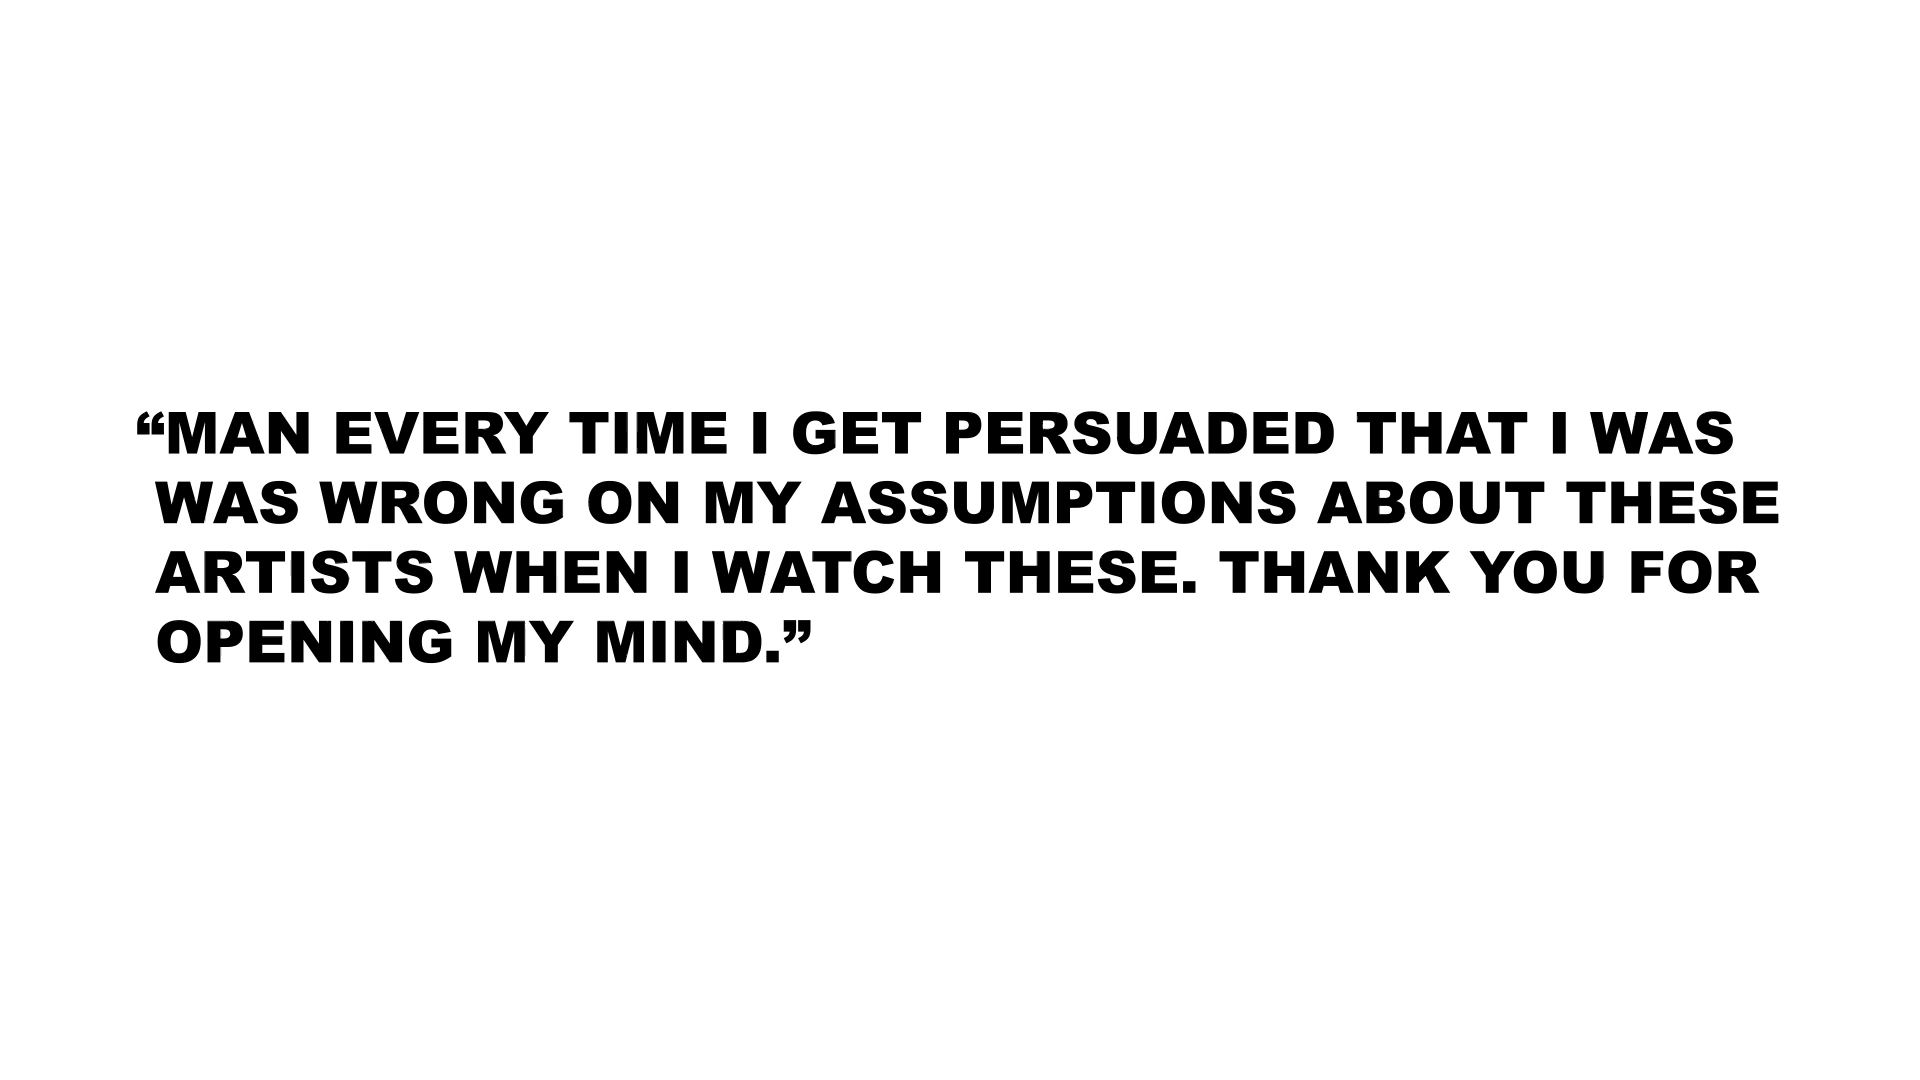 “MAN EVERY TIME I GET PERSUADED THAT I WAS
WAS WRONG ON MY ASSUMPTIONS ABOUT THESE
ARTISTS WHEN I WATCH THESE. THANK YOU FOR
OPENING MY MIND.”